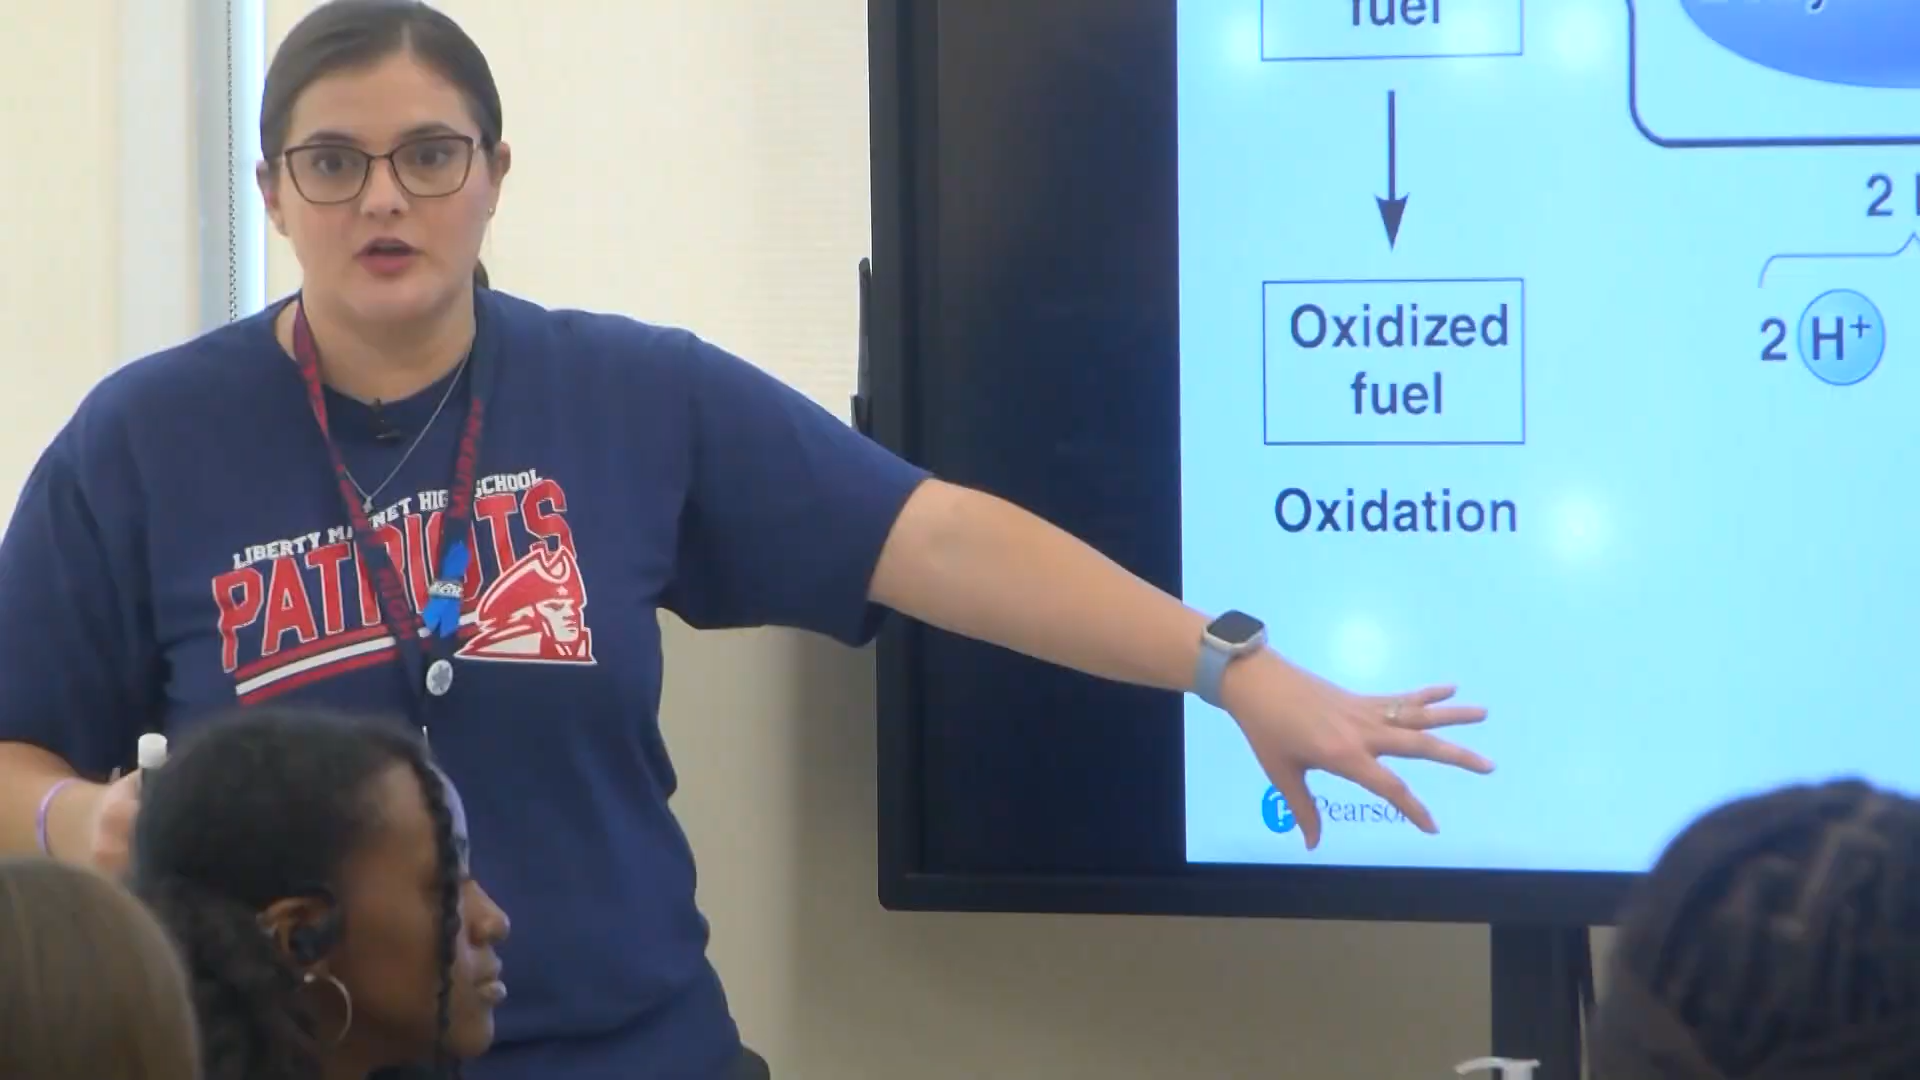 fuel
2
Oxidized
fuel
2 H+
Oxidation
LIBERTY MAGNET HIGH SCHOOL
PATRIOTS
Pearson